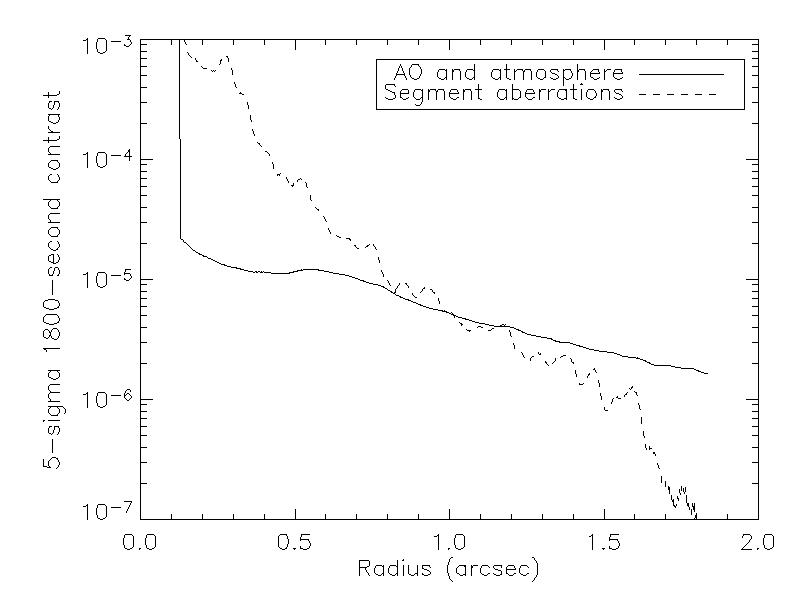 10⁻³
10⁻⁴
10⁻⁵
10⁻⁶
10⁻⁷
5-sigma 1800-second contrast
AO and atmosphere
Segment aberrations
0.0 0.5 1.0 1.5 2.0
Radius (arcsec)